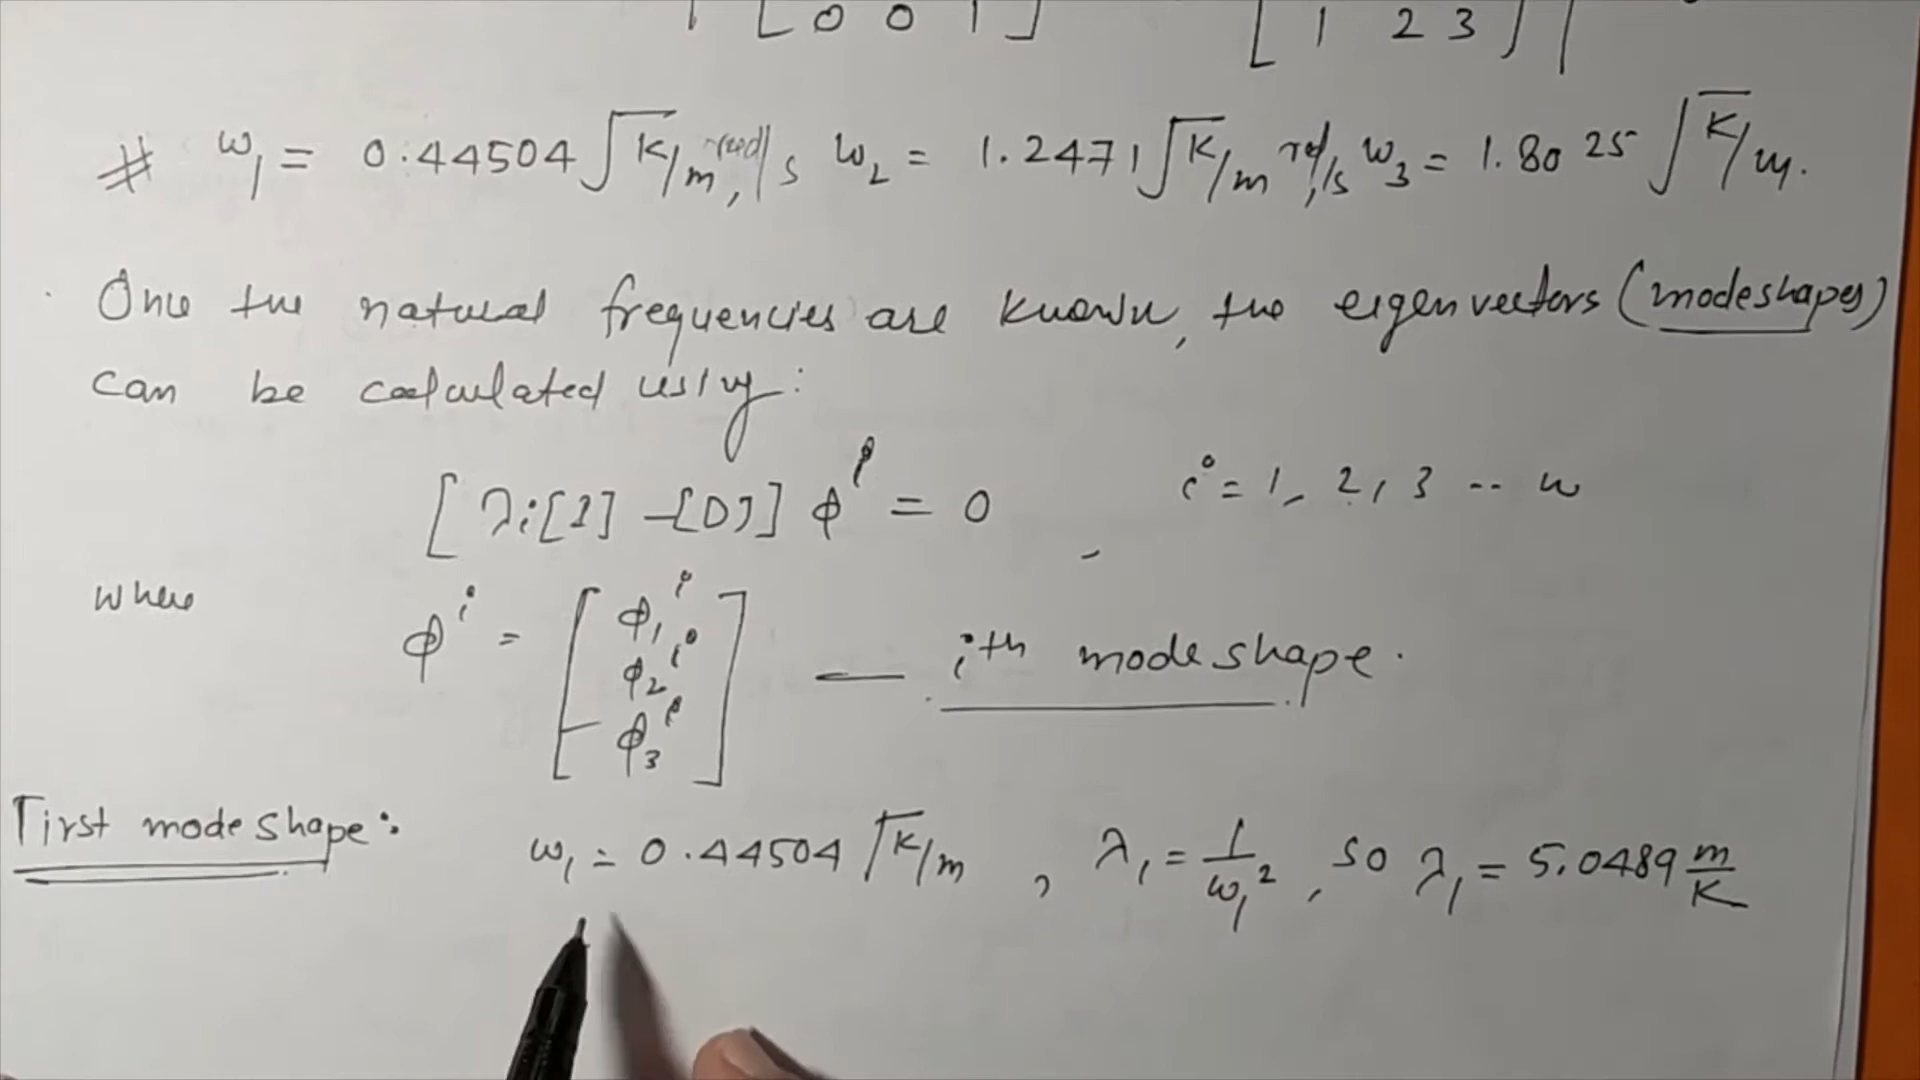 1 [ 0 0 1 ] [ 1 2 3 ] |
# ω₁ = 0.44504 √K/m, rad/s ω₂ = 1.2471 √K/m rad/s, ω₃ = 1.8025 √K/m.
Once the natural frequencies are known, the eigenvectors (modeshapes)
can be calculated using:
[λi[I] - [D]] ϕⁱ = 0 , i = 1, 2, 3 -- n
where ϕⁱ = [ ϕ₁ⁱ ϕ₂ⁱ ϕ₃ⁱ ] — ith mode shape.
First mode shape: ω₁ = 0.44504 √K/m , λ₁ = 1/ω₁² , so λ₁ = 5.0489 m/K